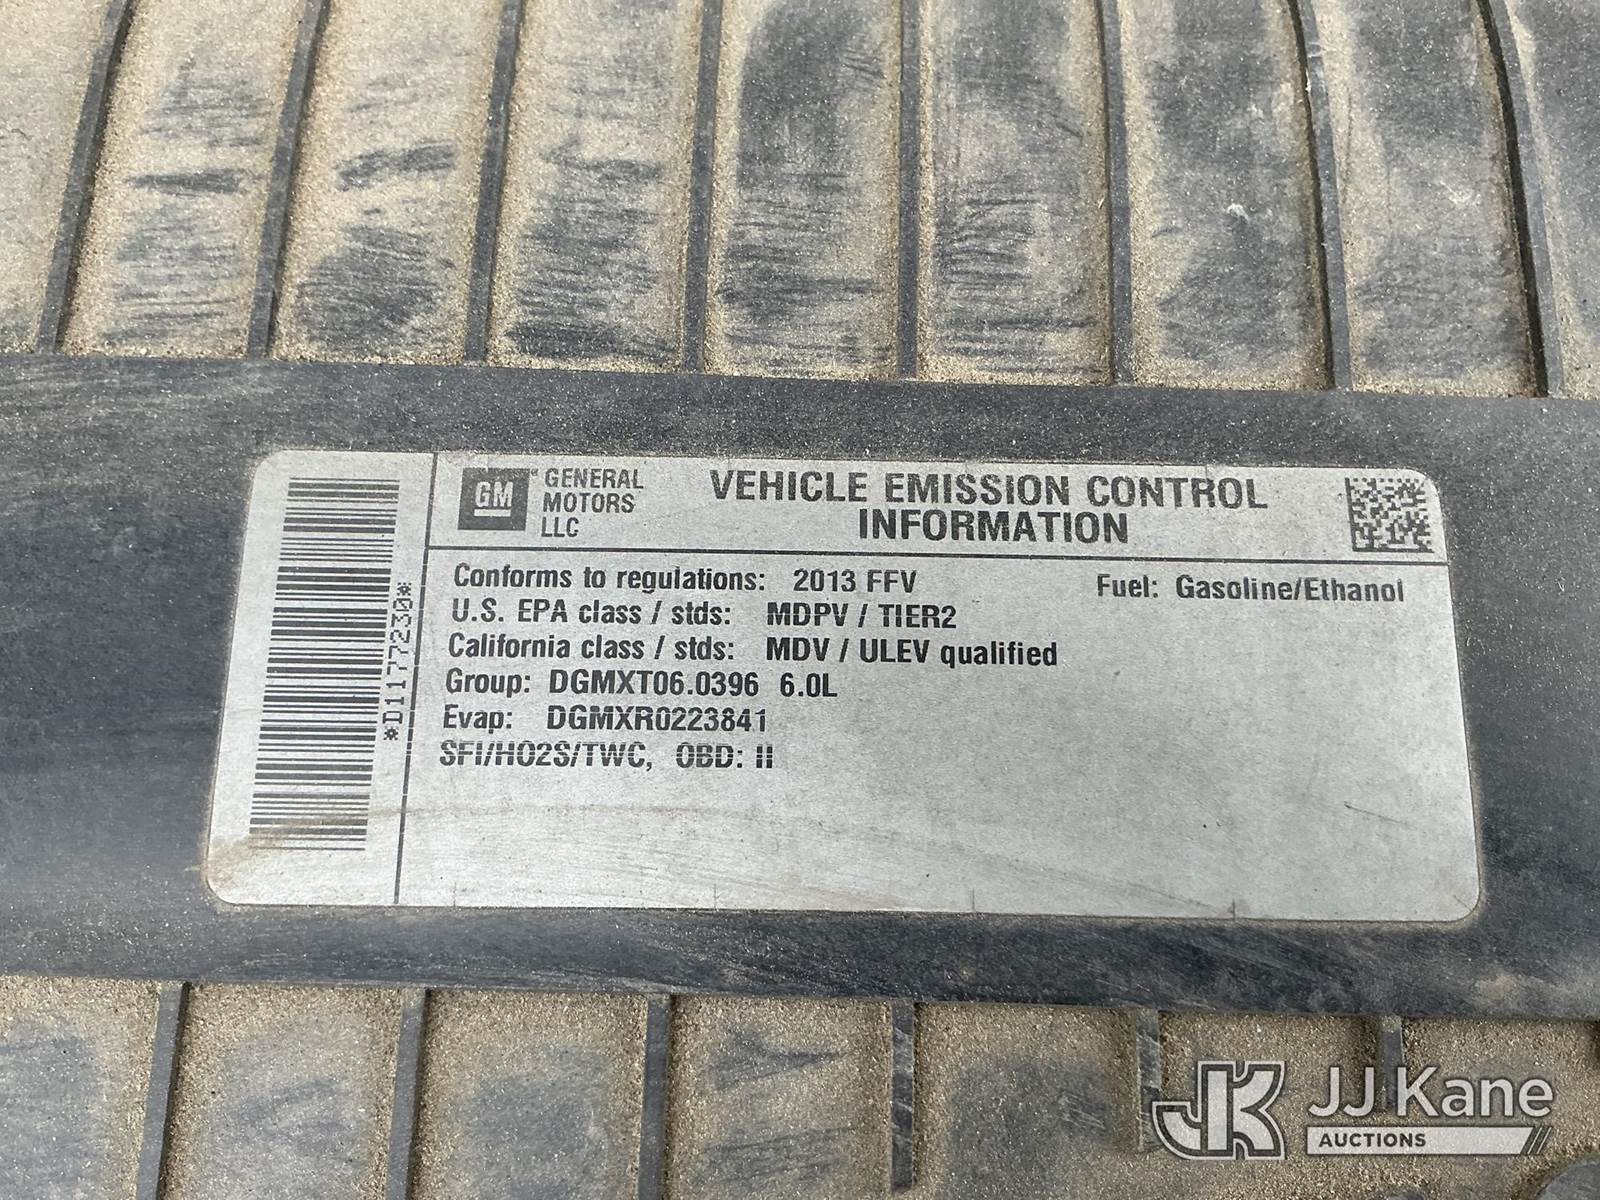 GM GENERAL
MOTORS
LLC
VEHICLE EMISSION CONTROL
INFORMATION
*D1177230*
Conforms to regulations: 2013 FFV Fuel: Gasoline/Ethanol
U.S. EPA class / stds: MDPV / TIER2
California class / stds: MDV / ULEV qualified
Group: DGMXT06.0396 6.0L
Evap: DGMXR0223841
SFI/HO2S/TWC, OBD: II
JK JJ Kane
AUCTIONS